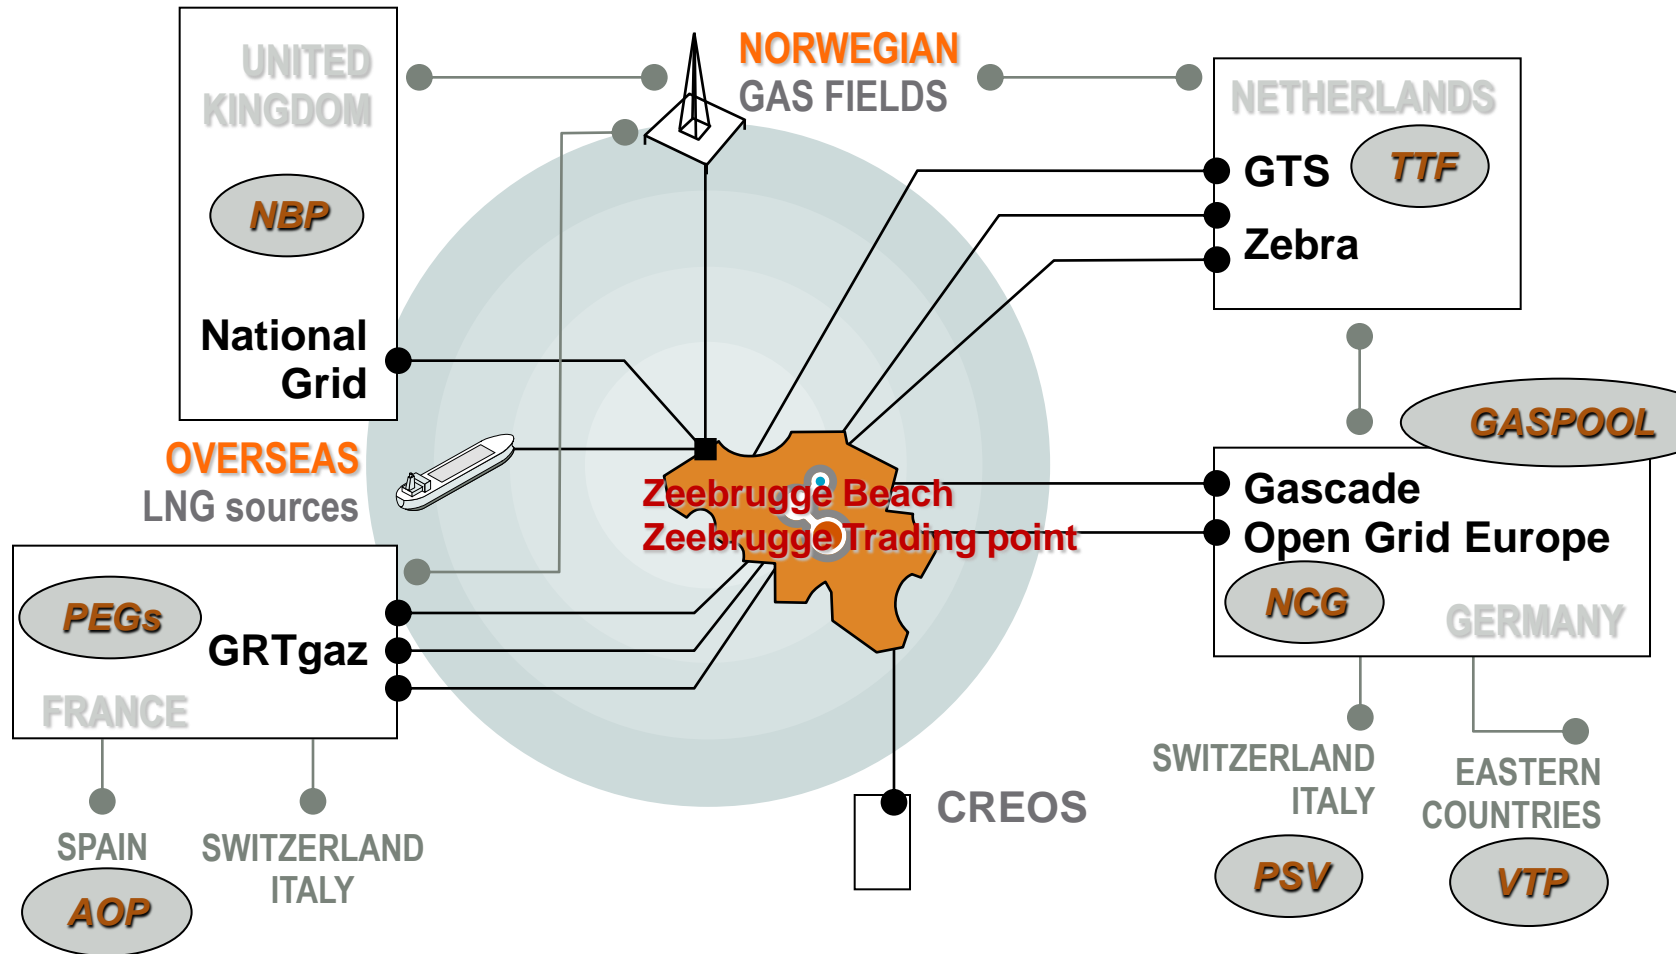 UNITED
KINGDOM
NBP
National
Grid
NORWEGIAN
GAS FIELDS
NETHERLANDS
GTS
TTF
Zebra
OVERSEAS
LNG sources
Zeebrugge Beach
Zeebrugge Trading point
GASPOOL
Gascade
Open Grid Europe
NCG
GERMANY
PEGs
GRTgaz
FRANCE
SPAIN
AOP
SWITZERLAND
ITALY
CREOS
SWITZERLAND
ITALY
PSV
EASTERN
COUNTRIES
VTP